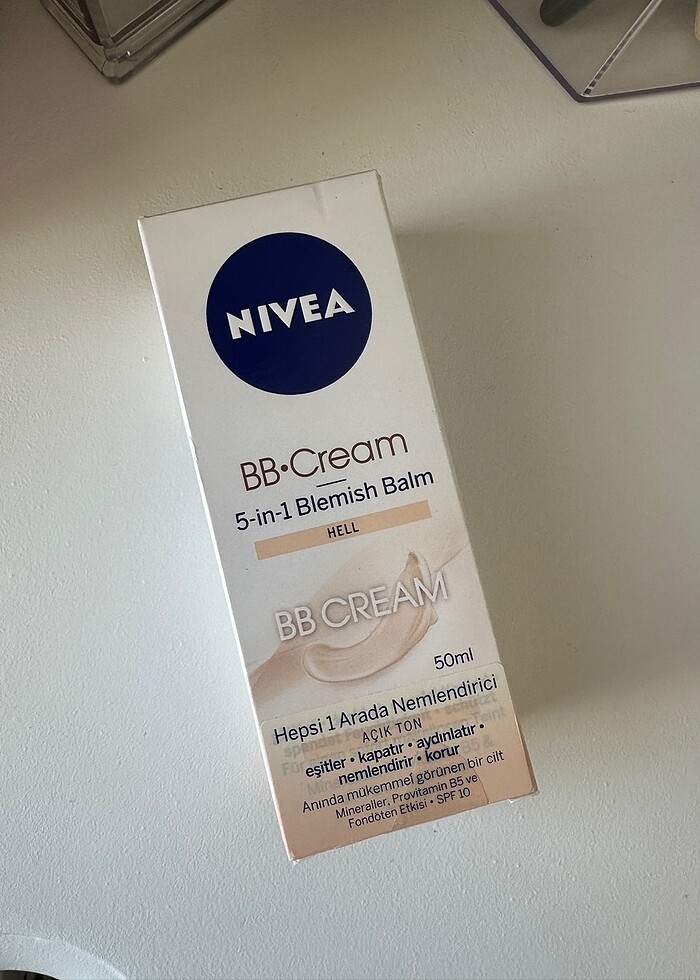 NIVEA
BB•Cream
5-in-1 Blemish Balm
HELL
BB CREAM
50ml
Hepsi 1 Arada Nemlendirici
AÇIK TON
eşitler • kapatır • aydınlatır •
nemlendirir • korur
Anında mükemmel görünen bir cilt
Mineraller, Provitamin B5 ve
Fondöten Etkisi • SPF 10